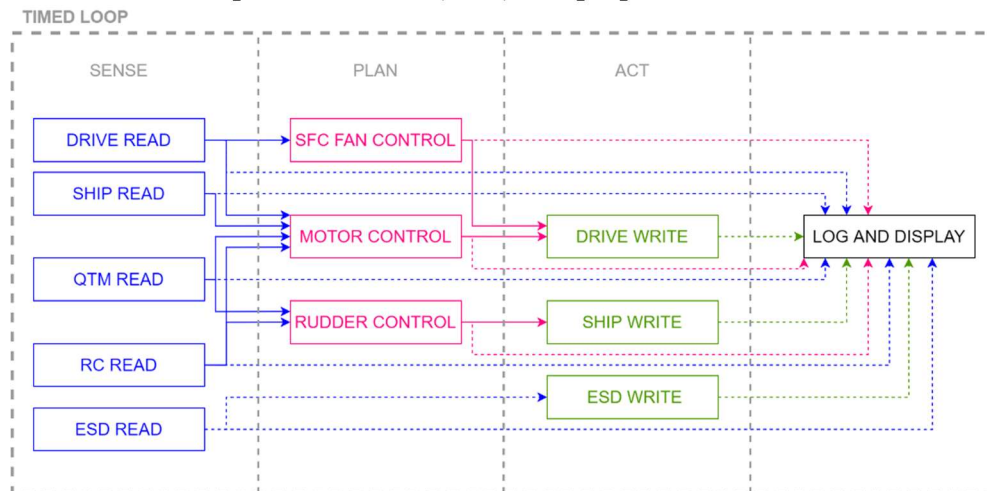 TIMED LOOP
SENSE
PLAN
ACT
DRIVE READ
SFC FAN CONTROL
SHIP READ
MOTOR CONTROL
DRIVE WRITE
LOG AND DISPLAY
QTM READ
RUDDER CONTROL
SHIP WRITE
RC READ
ESD WRITE
ESD READ